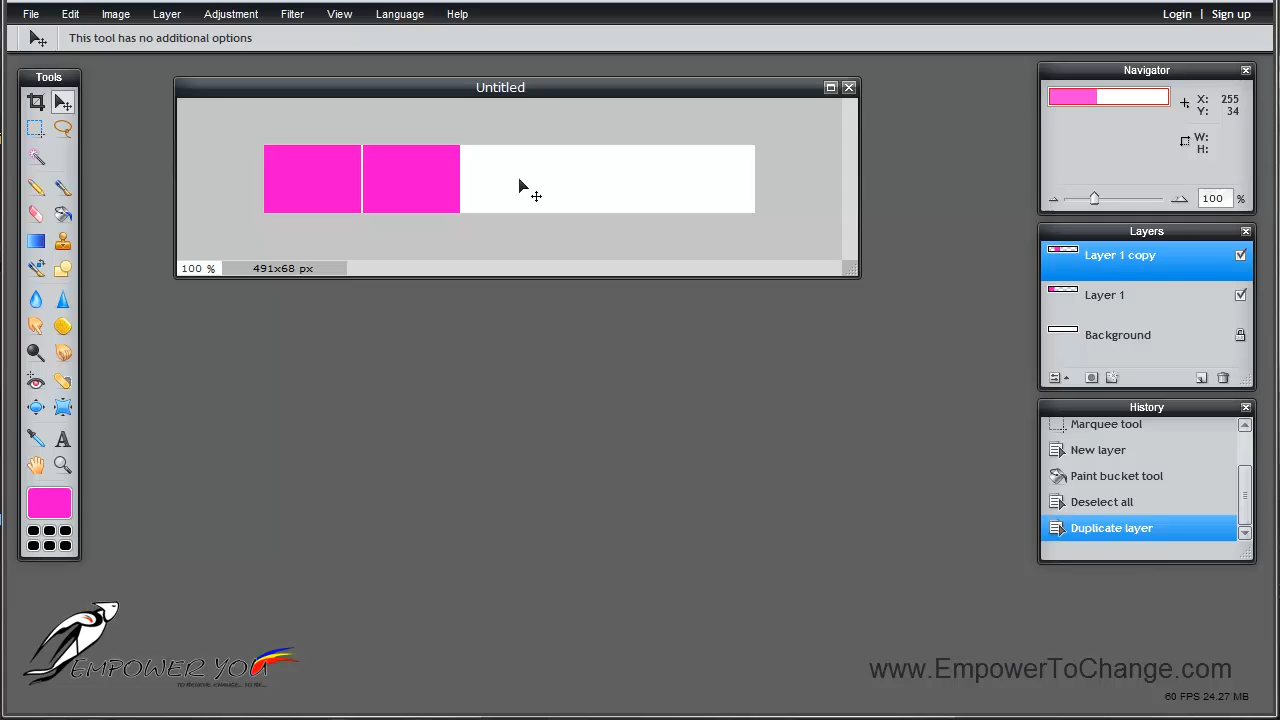 File Edit Image Layer Adjustment Filter View Language Help Login | Sign up
This tool has no additional options
Tools
Untitled
100 % 491x68 px
Navigator
X: 255
Y: 34
W:
H:
100 %
Layers
Layer 1 copy
Layer 1
Background
History
Marquee tool
New layer
Paint bucket tool
Deselect all
Duplicate layer
A
EMPOWER YOU
www.EmpowerToChange.com
60 FPS 24.27 MB